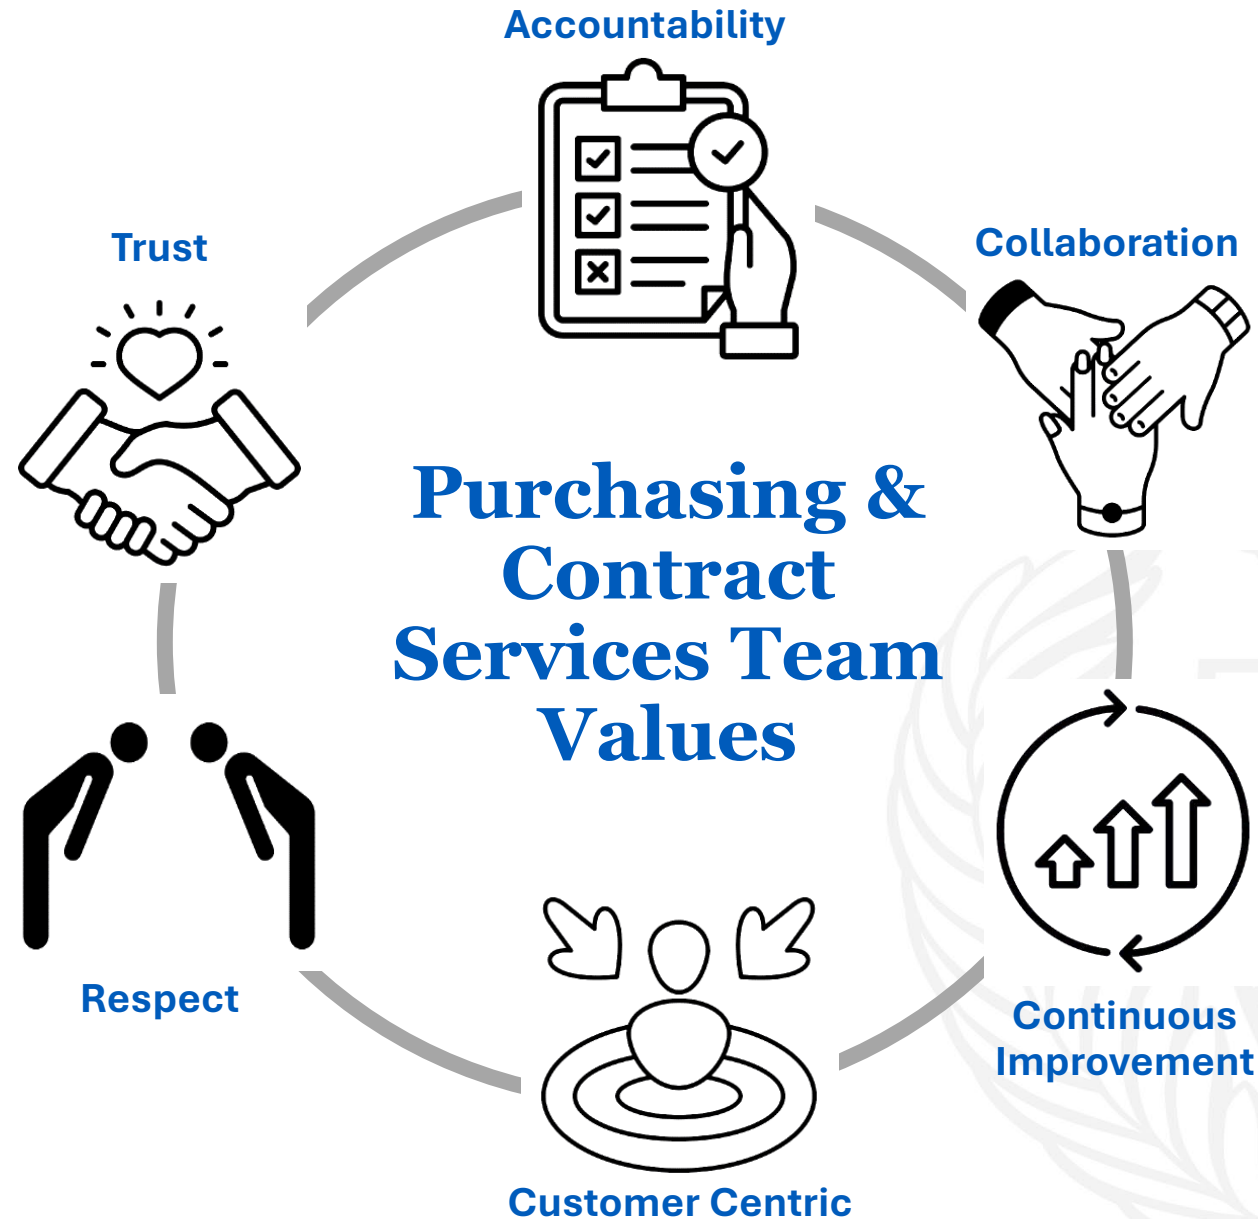 Accountability
Trust
Collaboration
Purchasing &
Contract
Services Team
Values
Respect
Continuous
Improvement
Customer Centric